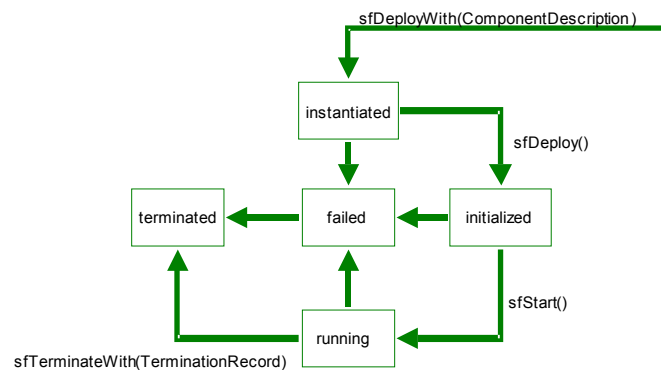 sfDeployWith(ComponentDescription)
instantiated
sfDeploy()
terminated
failed
initialized
sfStart()
running
sfTerminateWith(TerminationRecord)